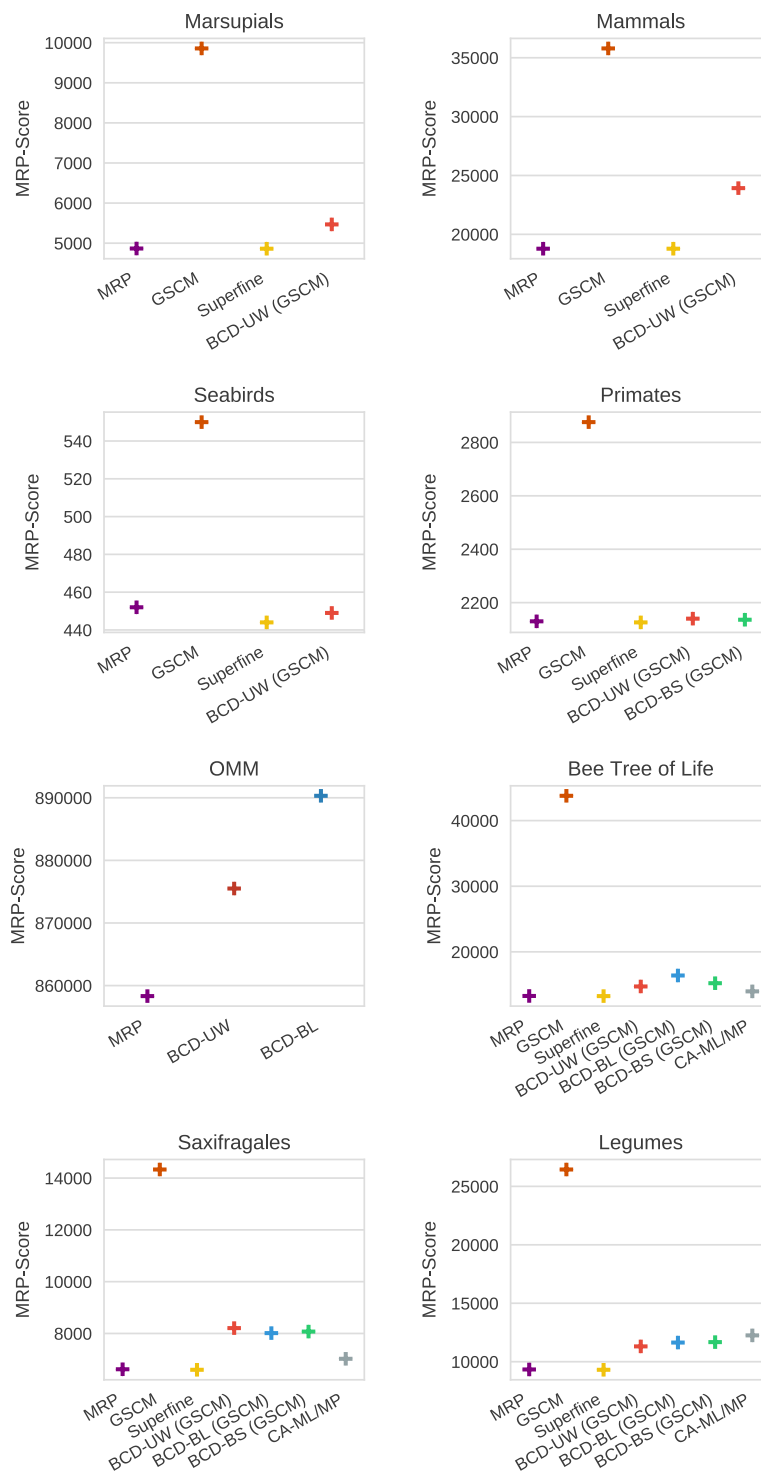 Marsupials
MRP-Score
10000
9000
8000
7000
6000
5000
MRP
GSCM
Superfine
BCD-UW (GSCM)
Mammals
MRP-Score
35000
30000
25000
20000
MRP
GSCM
Superfine
BCD-UW (GSCM)
Seabirds
MRP-Score
540
520
500
480
460
440
MRP
GSCM
Superfine
BCD-UW (GSCM)
Primates
MRP-Score
2800
2600
2400
2200
MRP
GSCM
Superfine
BCD-UW (GSCM)
BCD-BS (GSCM)
OMM
MRP-Score
890000
880000
870000
860000
MRP
BCD-UW
BCD-BL
Bee Tree of Life
MRP-Score
40000
30000
20000
MRP
GSCM
Superfine
BCD-UW (GSCM)
BCD-BL (GSCM)
BCD-BS (GSCM)
CA-ML/MP
Saxifragales
MRP-Score
14000
12000
10000
8000
MRP
GSCM
Superfine
BCD-UW (GSCM)
BCD-BL (GSCM)
BCD-BS (GSCM)
CA-ML/MP
Legumes
MRP-Score
25000
20000
15000
10000
MRP
GSCM
Superfine
BCD-UW (GSCM)
BCD-BL (GSCM)
BCD-BS (GSCM)
CA-ML/MP